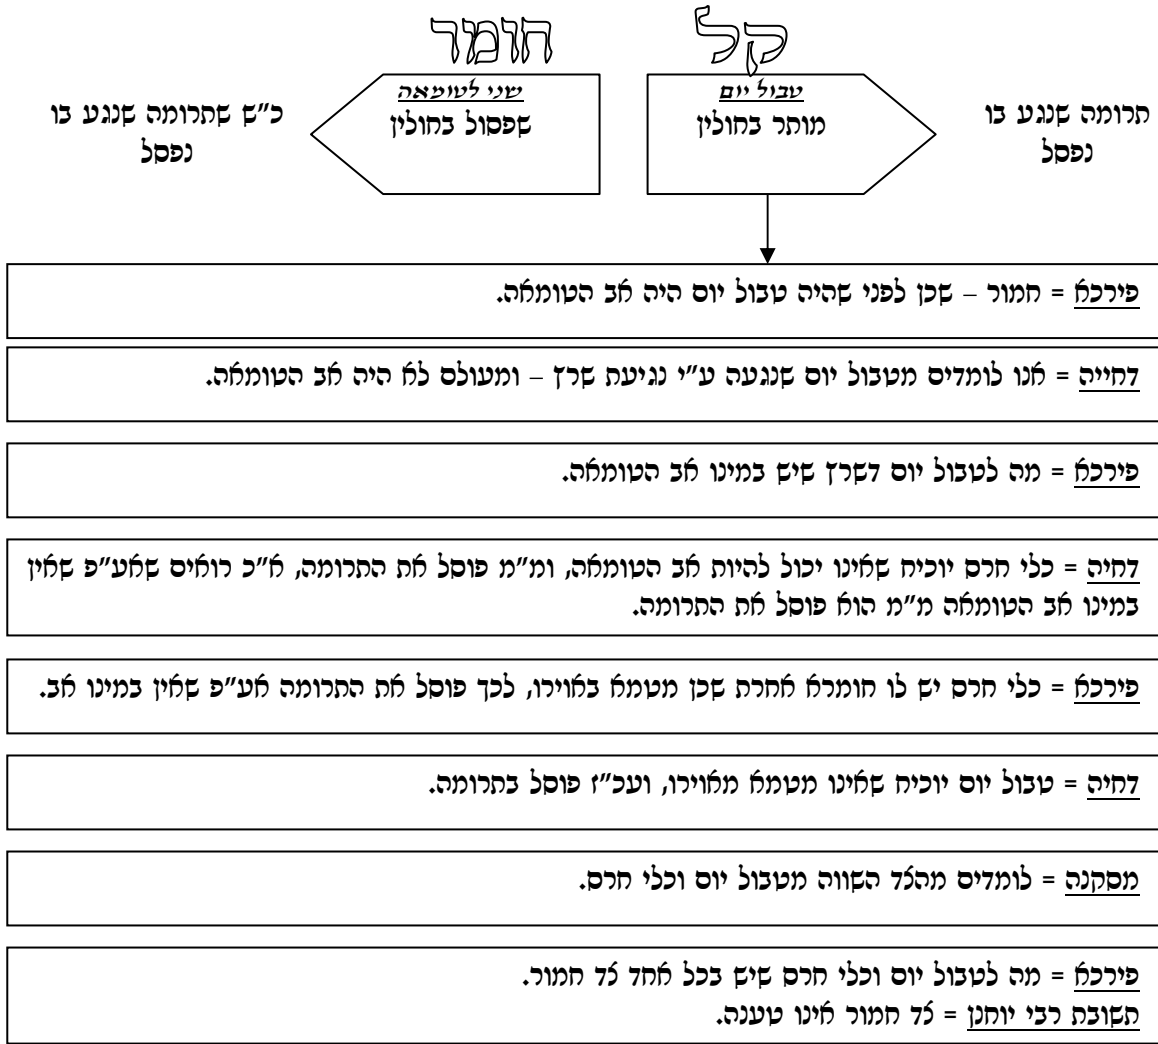 קל
חומר
תרומה שנגע בו
נפסל
טבול יום
מותר בחולין
שני לטומאה
שפסול בחולין
כ"ש שתרומה שנגע בו
נפסל
פירכא = חמור – שכן לפני שהיה טבול יום היה אב הטומאה.
דחייה = אנו לומדים מטבול יום שנגעה ע"י נגיעת שרץ – ומעולם לא היה אב הטומאה.
פירכא = מה לטבול יום דשרץ שיש במינו אב הטומאה.
דחיה = כלי חרס יוכיח שאינו יכול להיות אב הטומאה, ומ"מ פוסל את התרומה, א"כ רואים שאע"פ שאין
במינו אב הטומאה מ"מ הוא פוסל את התרומה.
פירכא = כלי חרס יש לו חומרא אחרת שכן מטמא באוירו, לכך פוסל את התרומה אע"פ שאין במינו אב.
דחיה = טבול יום יוכיח שאינו מטמא מאוירו, ועכ"ז פוסל בתרומה.
מסקנה = לומדים מהצד השווה מטבול יום וכלי חרס.
פירכא = מה לטבול יום וכלי חרס שיש בכל אחד צד חמור.
תשובת רבי יוחנן = צד חמור אינו טענה.